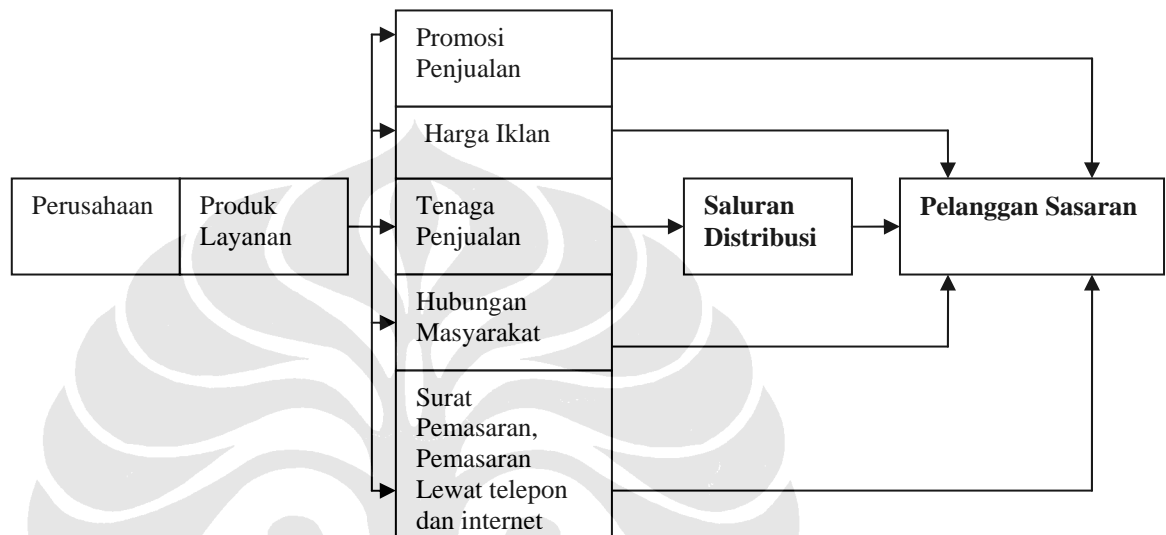 Promosi
Penjualan
Harga Iklan
Perusahaan
Produk
Layanan
Tenaga
Penjualan
Saluran
Distribusi
Pelanggan Sasaran
Hubungan
Masyarakat
Surat
Pemasaran,
Pemasaran
Lewat telepon
dan internet